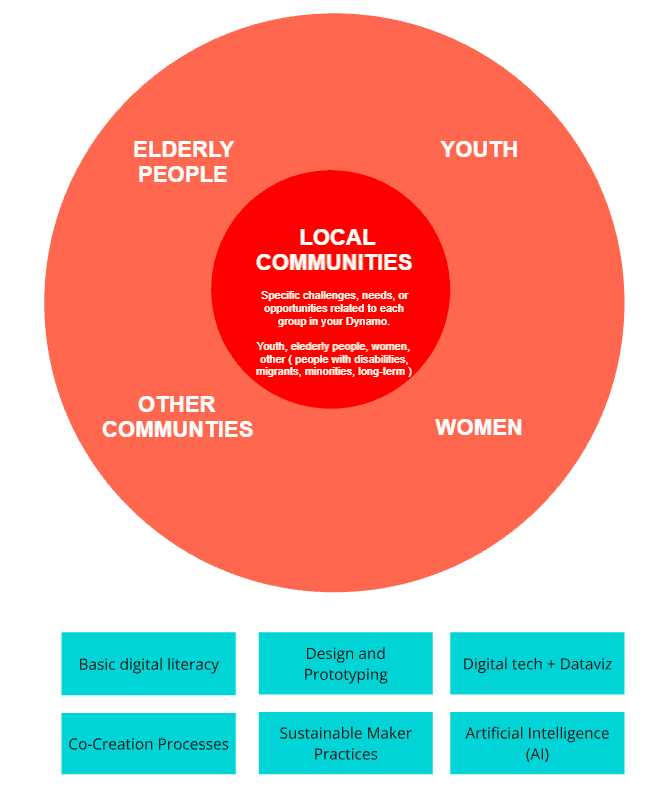 ELDERLY
PEOPLE
YOUTH
LOCAL
COMMUNITIES
Specific challenges, needs, or
opportunities related to each
group in your Dynamo.
Youth, elederly people, women,
other ( people with disabilities,
migrants, minorities, long-term )
OTHER
COMMUNTIES
WOMEN
Basic digital literacy
Design and
Prototyping
Digital tech + Dataviz
Co-Creation Processes
Sustainable Maker
Practices
Artificial Intelligence
(AI)